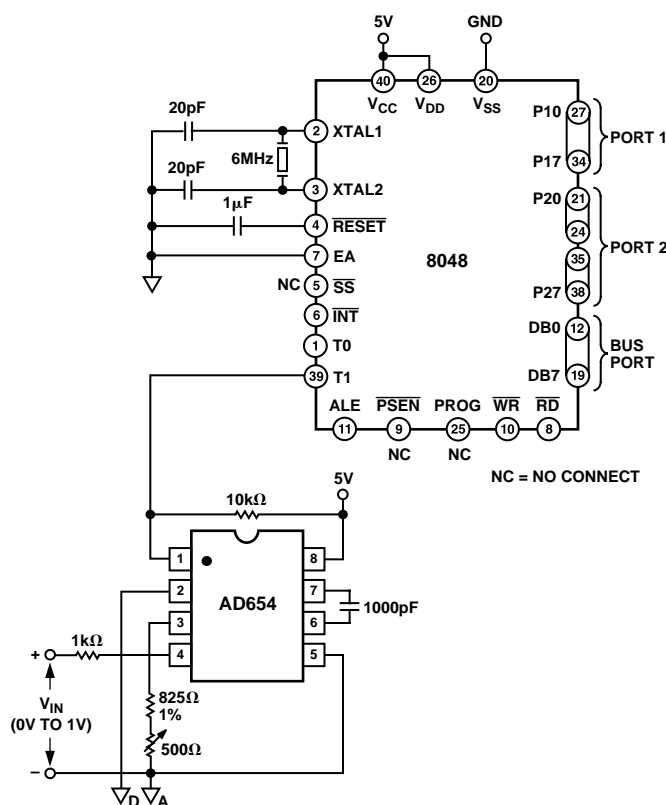 5V
GND
40
26
20
VCC
VDD
VSS
20pF
2
XTAL1
6MHz
20pF
3
XTAL2
1μF
4
RESET
7
EA
NC
5
SS
6
INT
1
T0
39
T1
8048
P10
27
PORT 1
P17
34
P20
21
24
PORT 2
35
P27
38
DB0
12
BUS
PORT
DB7
19
ALE
PSEN
PROG
WR
RD
11
9
25
10
8
NC
NC
NC = NO CONNECT
5V
10kΩ
1
8
2
7
AD654
1000pF
3
6
1kΩ
4
5
+
VIN
(0V TO 1V)
–
825Ω
1%
500Ω
D
A